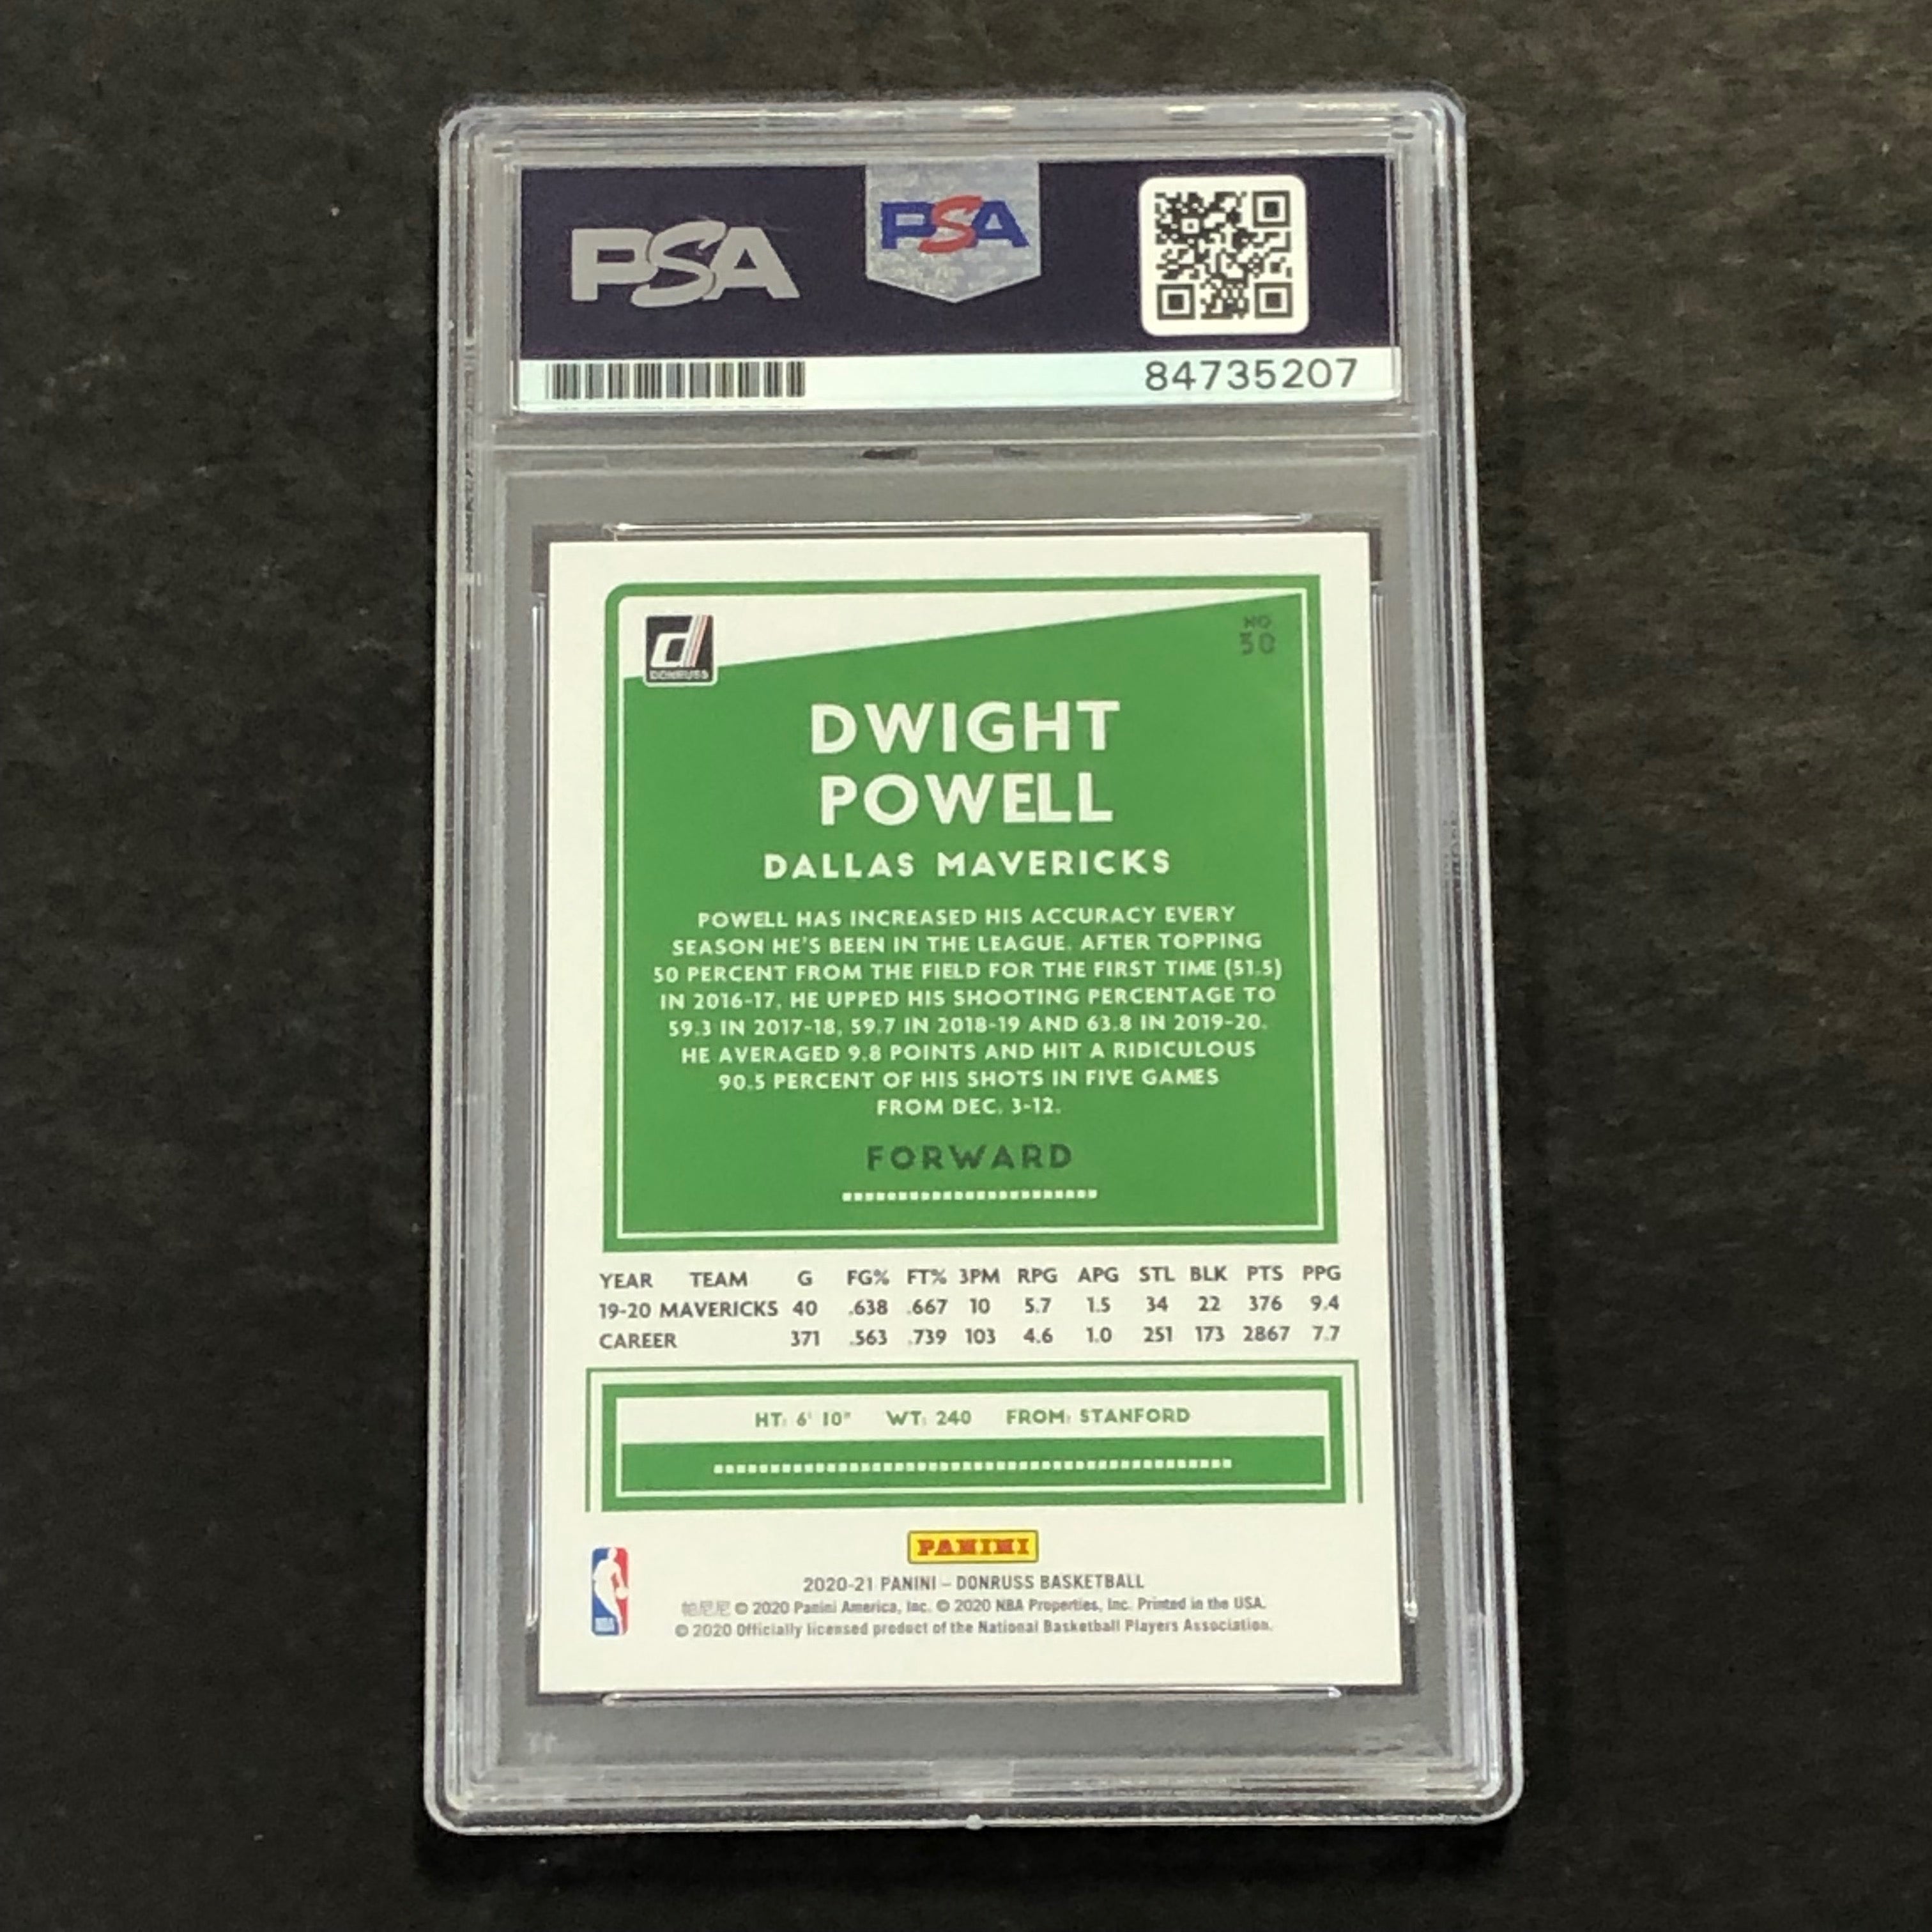 PSA
PSA
84735207
DONRUSS
NO.
50
DWIGHT
POWELL
DALLAS MAVERICKS
POWELL HAS INCREASED HIS ACCURACY EVERY
SEASON HE'S BEEN IN THE LEAGUE. AFTER TOPPING
50 PERCENT FROM THE FIELD FOR THE FIRST TIME (51.5)
IN 2016-17, HE UPPED HIS SHOOTING PERCENTAGE TO
59.3 IN 2017-18, 59.7 IN 2018-19 AND 63.8 IN 2019-20.
HE AVERAGED 9.8 POINTS AND HIT A RIDICULOUS
90.5 PERCENT OF HIS SHOTS IN FIVE GAMES
FROM DEC. 3-12.
FORWARD
YEAR TEAM G FG% FT% 3PM RPG APG STL BLK PTS PPG
19-20 MAVERICKS 40 .638 .667 10 5.7 1.5 34 22 376 9.4
CAREER 371 .563 .739 103 4.6 1.0 251 173 2867 7.7
HT: 6' 10" WT: 240 FROM: STANFORD
PANINI
2020-21 PANINI – DONRUSS BASKETBALL
帕尼尼 © 2020 Panini America, Inc. © 2020 NBA Properties, Inc. Printed in the USA.
© 2020 Officially licensed product of the National Basketball Players Association.
NBA